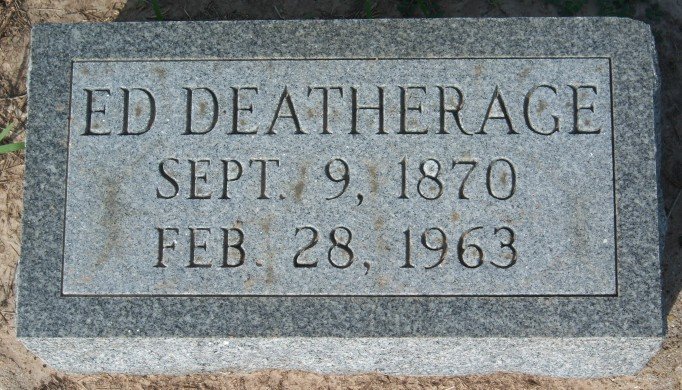 ED DEATHERAGE
SEPT. 9, 1870
FEB. 28, 1963